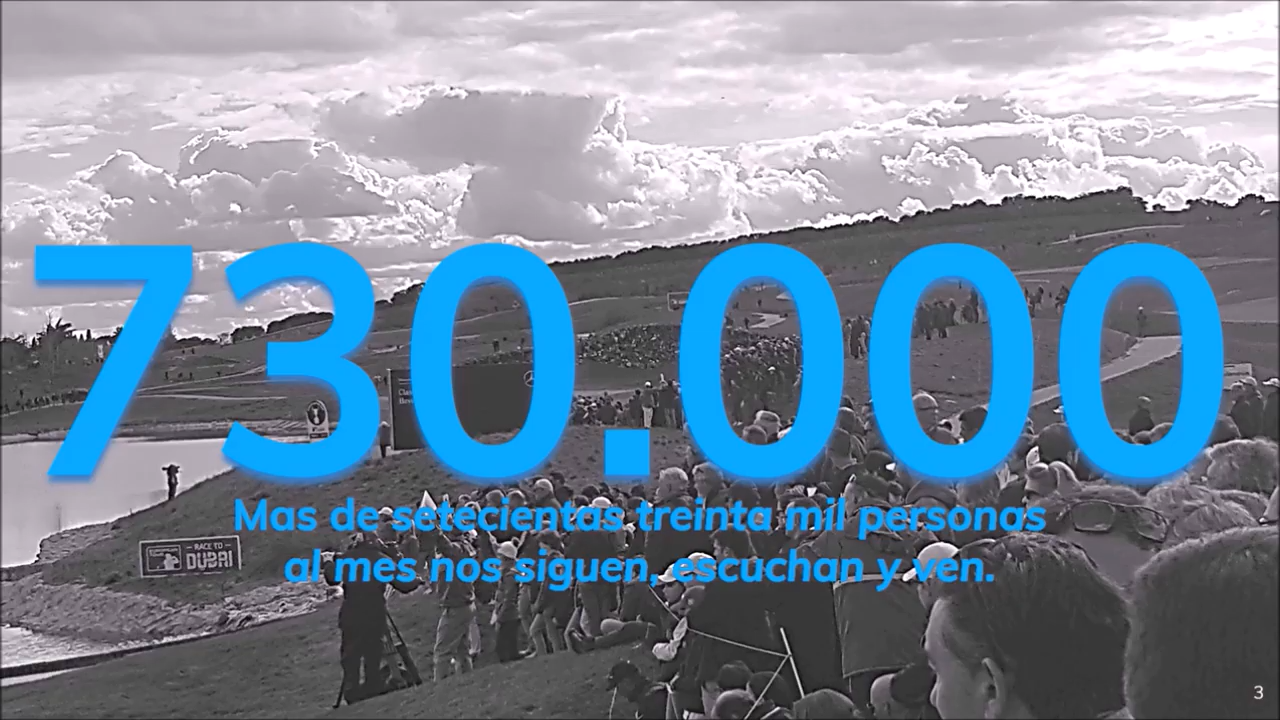 730.000
Mas de setecientas treinta mil personas
al mes nos siguen, escuchan y ven.
RACE TO
DUBAI
3